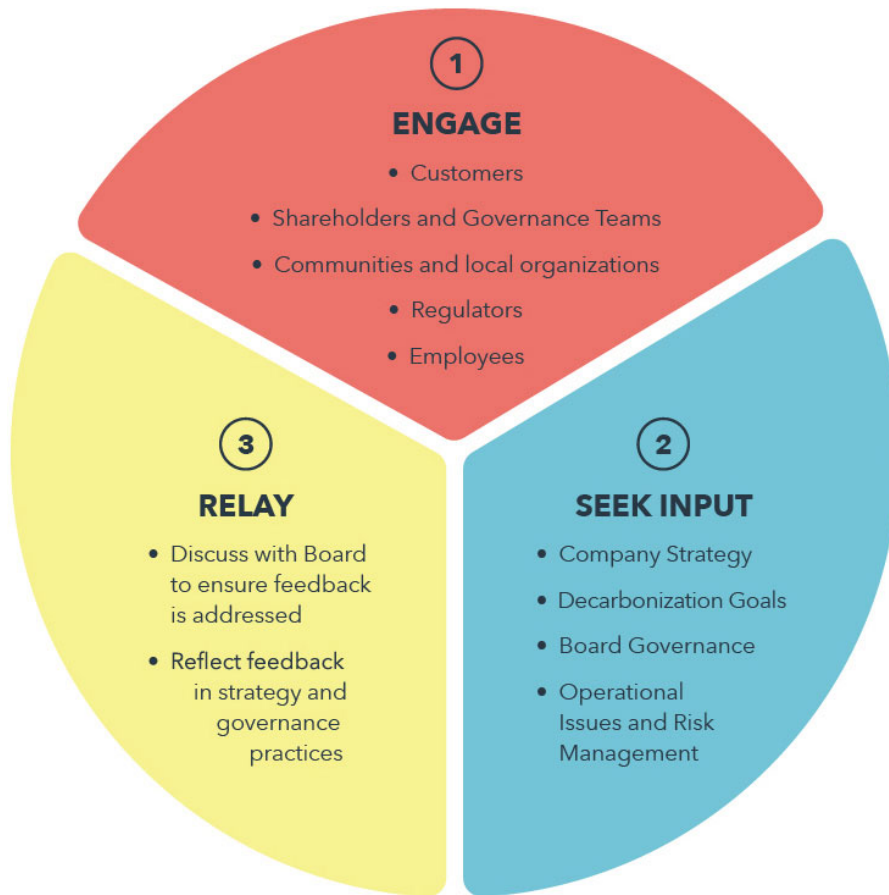 1
ENGAGE
• Customers
• Shareholders and Governance Teams
• Communities and local organizations
• Regulators
• Employees
2
SEEK INPUT
• Company Strategy
• Decarbonization Goals
• Board Governance
• Operational
Issues and Risk
Management
3
RELAY
• Discuss with Board
to ensure feedback
is addressed
• Reflect feedback
in strategy and
governance
practices